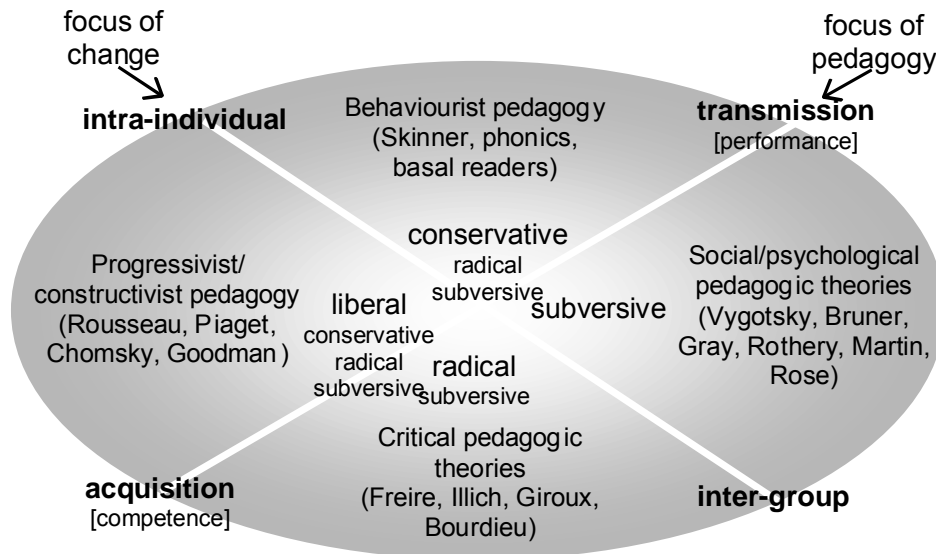 focus of
change
focus of
pedagogy
intra-individual
Behaviourist pedagogy
(Skinner, phonics,
basal readers)
transmission
[performance]
conservative
radical
subversive
Progressivist/
constructivist pedagogy
(Rousseau, Piaget,
Chomsky, Goodman )
liberal
conservative
radical
subversive
subversive
Social/psychological
pedagogic theories
(Vygotsky, Bruner,
Gray, Rothery, Martin,
Rose)
radical
subversive
Critical pedagogic
theories
(Freire, Illich, Giroux,
Bourdieu)
acquisition
[competence]
inter-group